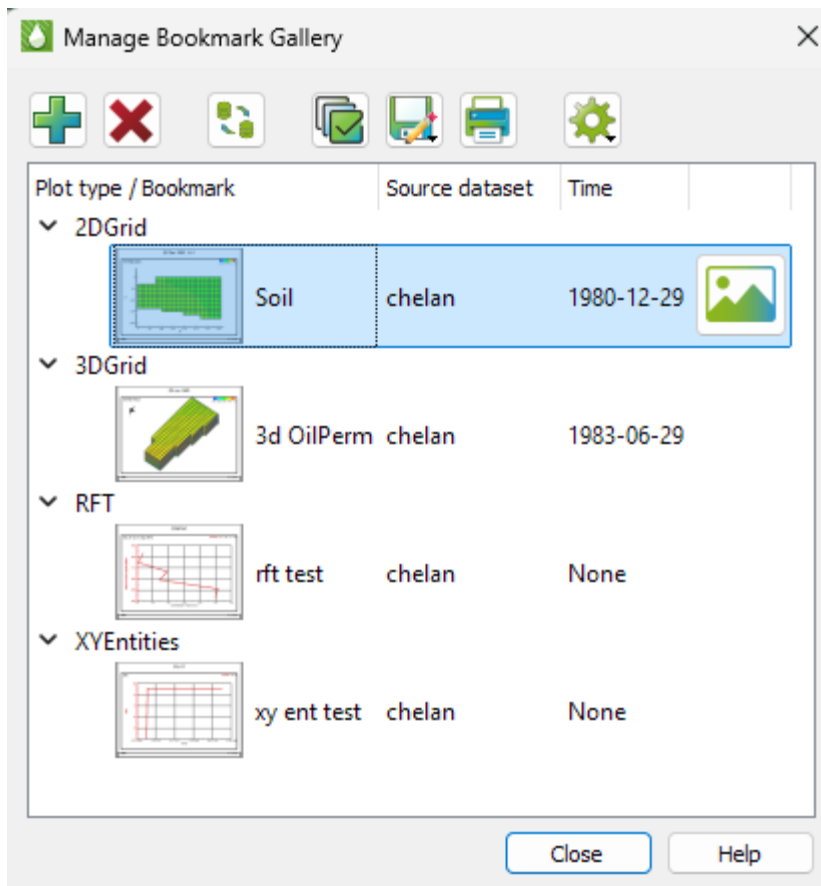 Manage Bookmark Gallery
Plot type / Bookmark Source dataset Time
2DGrid
Soil chelan 1980-12-29
3DGrid
3d OilPerm chelan 1983-06-29
RFT
rft test chelan None
XYEntities
xy ent test chelan None
Close Help